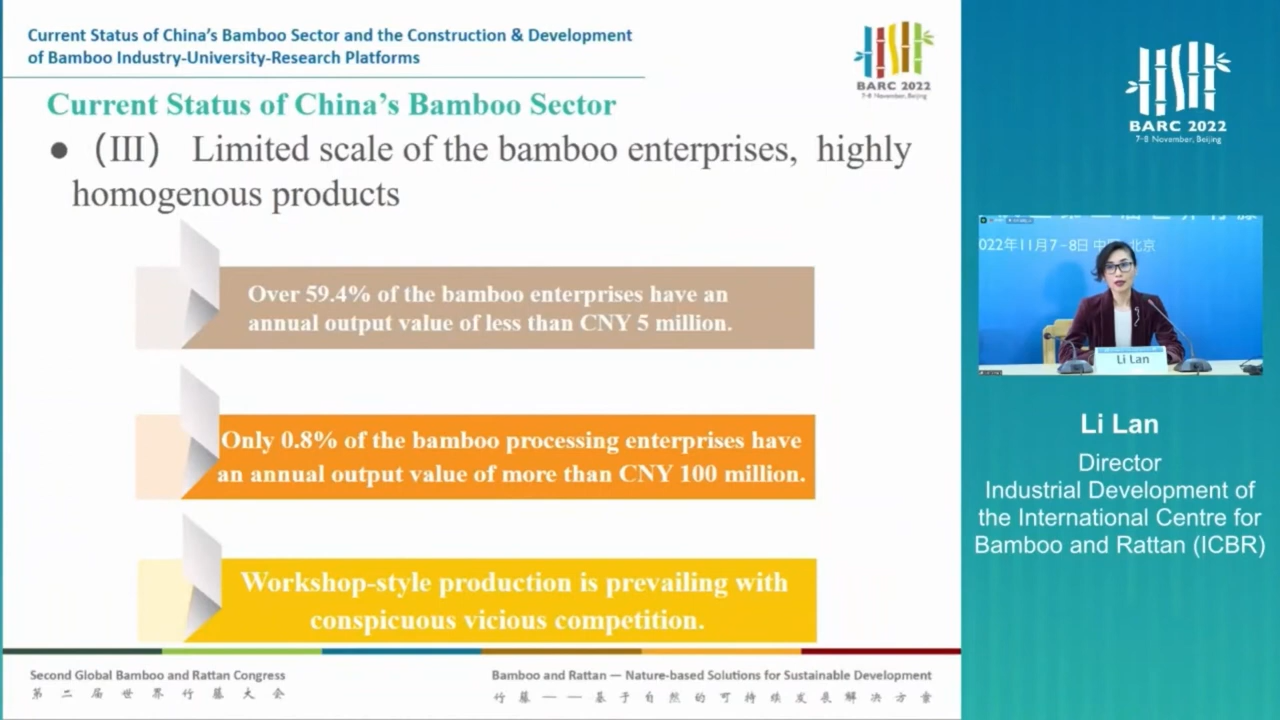 Current Status of China's Bamboo Sector and the Construction & Development
of Bamboo Industry-University-Research Platforms
BARC 2022
7-8 November, Beijing
Current Status of China's Bamboo Sector
● (III) Limited scale of the bamboo enterprises, highly
homogenous products
Over 59.4% of the bamboo enterprises have an
annual output value of less than CNY 5 million.
Only 0.8% of the bamboo processing enterprises have
an annual output value of more than CNY 100 million.
Workshop-style production is prevailing with
conspicuous vicious competition.
Second Global Bamboo and Rattan Congress
第二届世界竹藤大会
Bamboo and Rattan — Nature-based Solutions for Sustainable Development
竹藤——基于自然的可持续发展解决方案
BARC 2022
7-8 November, Beijing
022年11月7-8日 中国 北京
Li Lan
Li Lan
Director
Industrial Development of
the International Centre for
Bamboo and Rattan (ICBR)